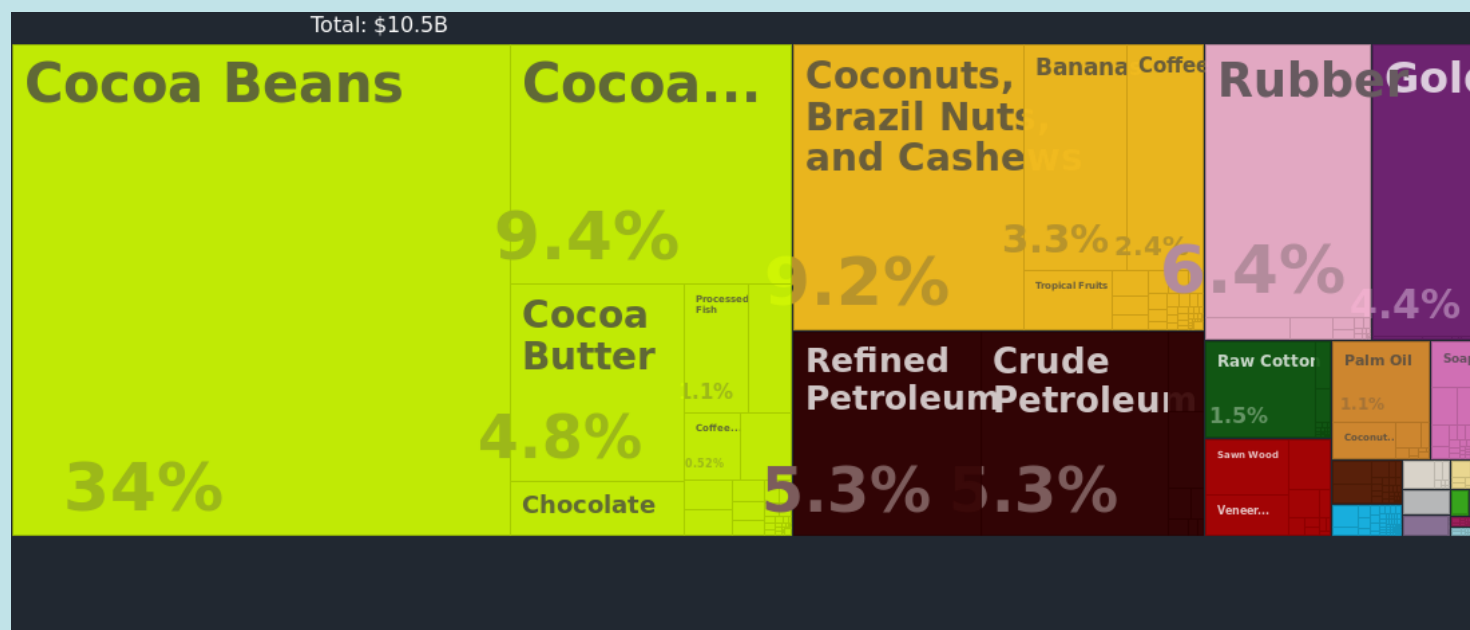 Total: $10.5B
Cocoa Beans
34%
Cocoa...
9.4%
Cocoa
Butter
4.8%
Chocolate
Processed
Fish
1.1%
Coffee...
0.52%
Coconuts,
Brazil Nuts,
and Cashews
9.2%
Banana
3.3%
Coffee
2.4%
Tropical Fruits
Refined
Petroleum
5.3%
Crude
Petroleum
5.3%
Rubber
6.4%
Gol
4.4%
Raw Cotton
1.5%
Sawn Wood
Veneer...
Palm Oil
1.1%
Coconut..
Soa